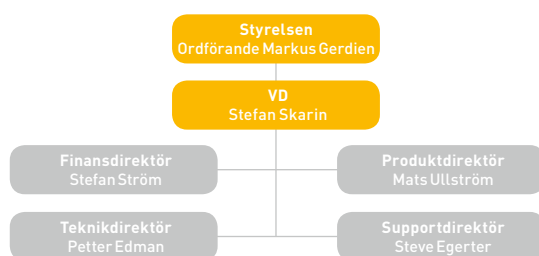 Styrelsen
Ordförande Markus Gerdien
VD
Stefan Skarin
Finansdirektör
Stefan Ström
Produktdirektör
Mats Ullström
Teknikdirektör
Petter Edman
Supportdirektör
Steve Egerter